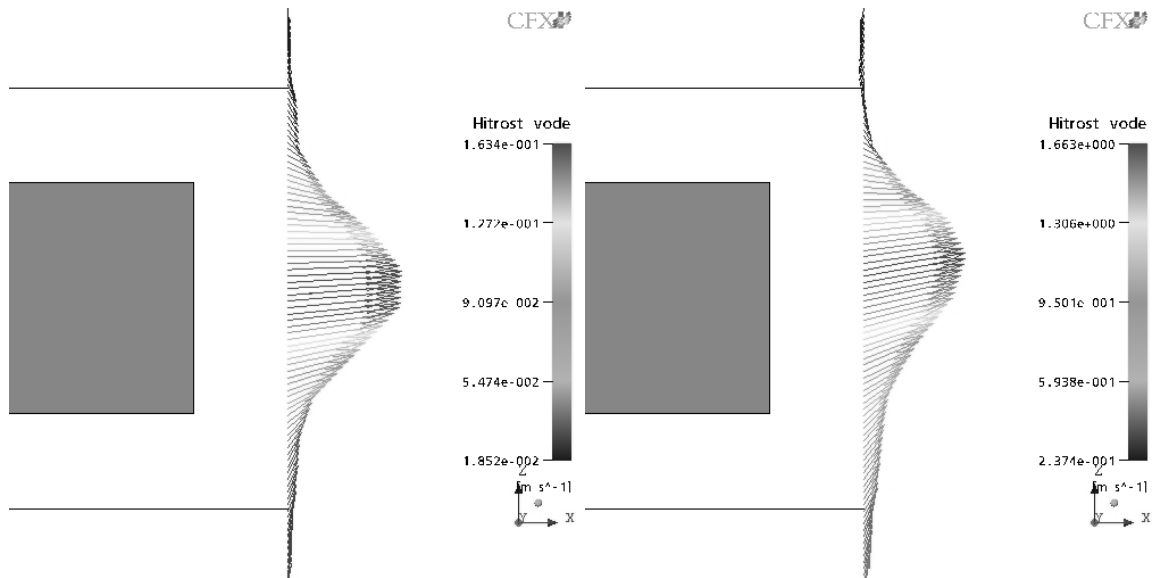 CFX
Hitrost vode
1.634e-001
1.272e-001
9.097e-002
5.474e-002
1.852e-002
[m s^-1]
Z
Y
X
CFX
Hitrost vode
1.663e+000
1.306e+000
9.501e-001
5.938e-001
2.374e-001
[m s^-1]
Z
Y
X